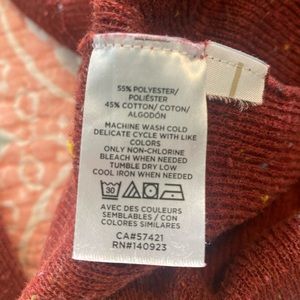 55% POLYESTER/
POLIÉSTER
45% COTTON/ COTON/
ALGODÓN
MACHINE WASH COLD
DELICATE CYCLE WITH LIKE
COLORS
ONLY NON-CHLORINE
BLEACH WHEN NEEDED
TUMBLE DRY LOW
COOL IRON WHEN NEEDED
30
AVEC DES COULEURS
SEMBLABLES / CON
COLORES SIMILARES
CA#57421
RN#140923